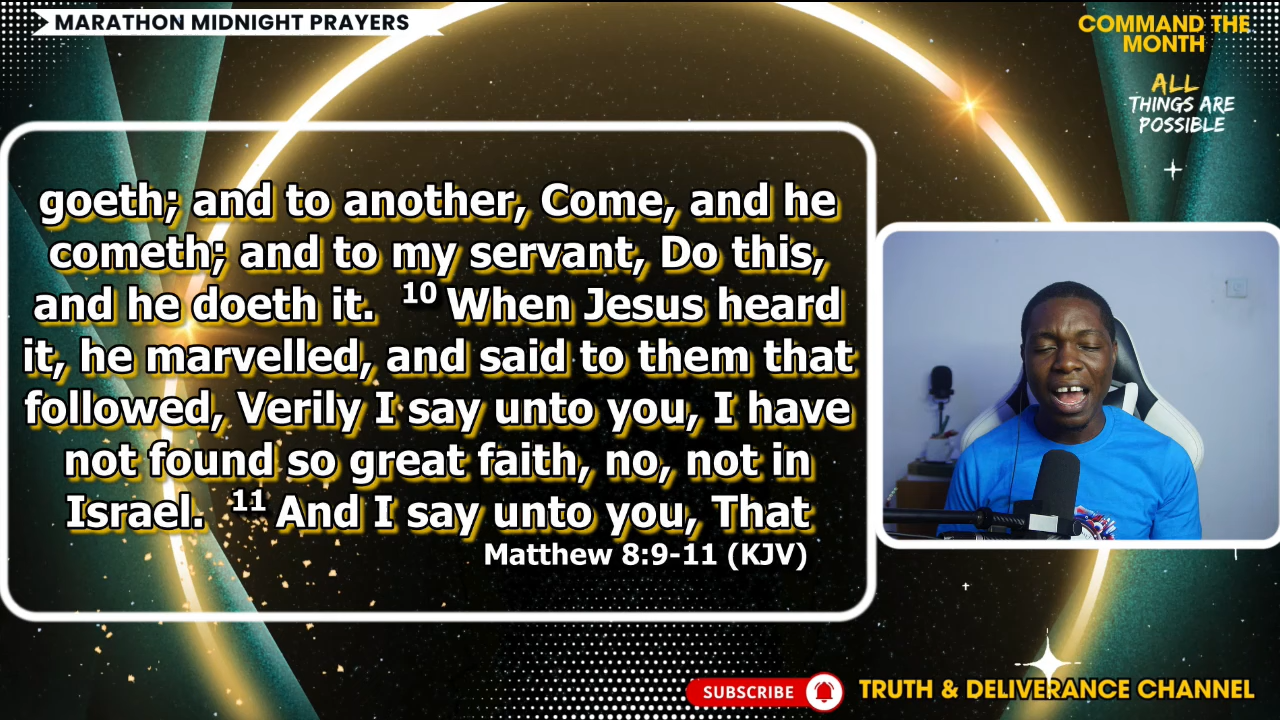 MARATHON MIDNIGHT PRAYERS
COMMAND THE
MONTH
ALL
THINGS ARE
POSSIBLE
goeth; and to another, Come, and he
cometh; and to my servant, Do this,
and he doeth it. 10 When Jesus heard
it, he marvelled, and said to them that
followed, Verily I say unto you, I have
not found so great faith, no, not in
Israel. 11 And I say unto you, That
Matthew 8:9-11 (KJV)
SUBSCRIBE
TRUTH & DELIVERANCE CHANNEL